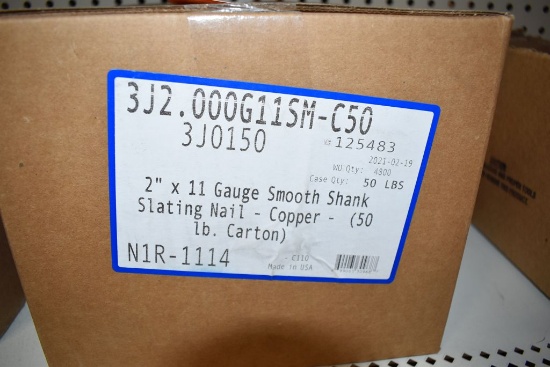 3J2.000G11SM-C50
3J0150
125483
2021-03-19
WO Qty: 4800
Case Qty: 50 LBS
2" x 11 Gauge Smooth Shank
Slating Nail - Copper - (50
lb. Carton)
N1R-1114
C110
Made in USA